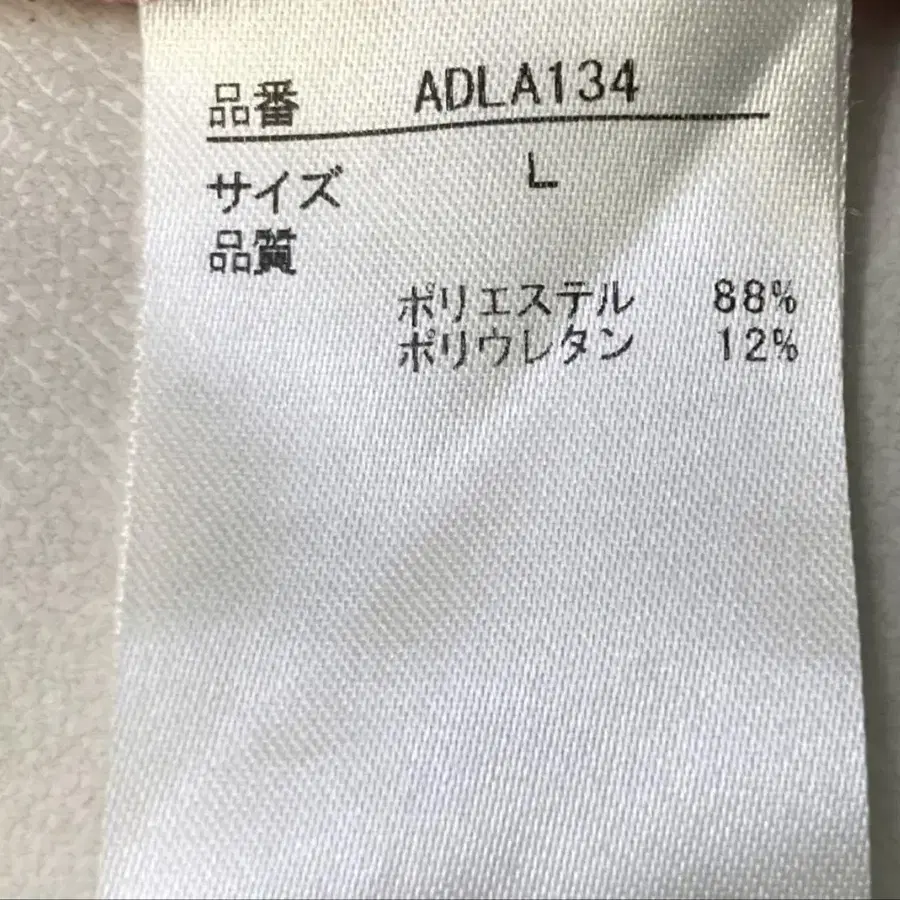 品番 ADLA134
サイズ L
品質
ポリエステル 88%
ポリウレタン 12%